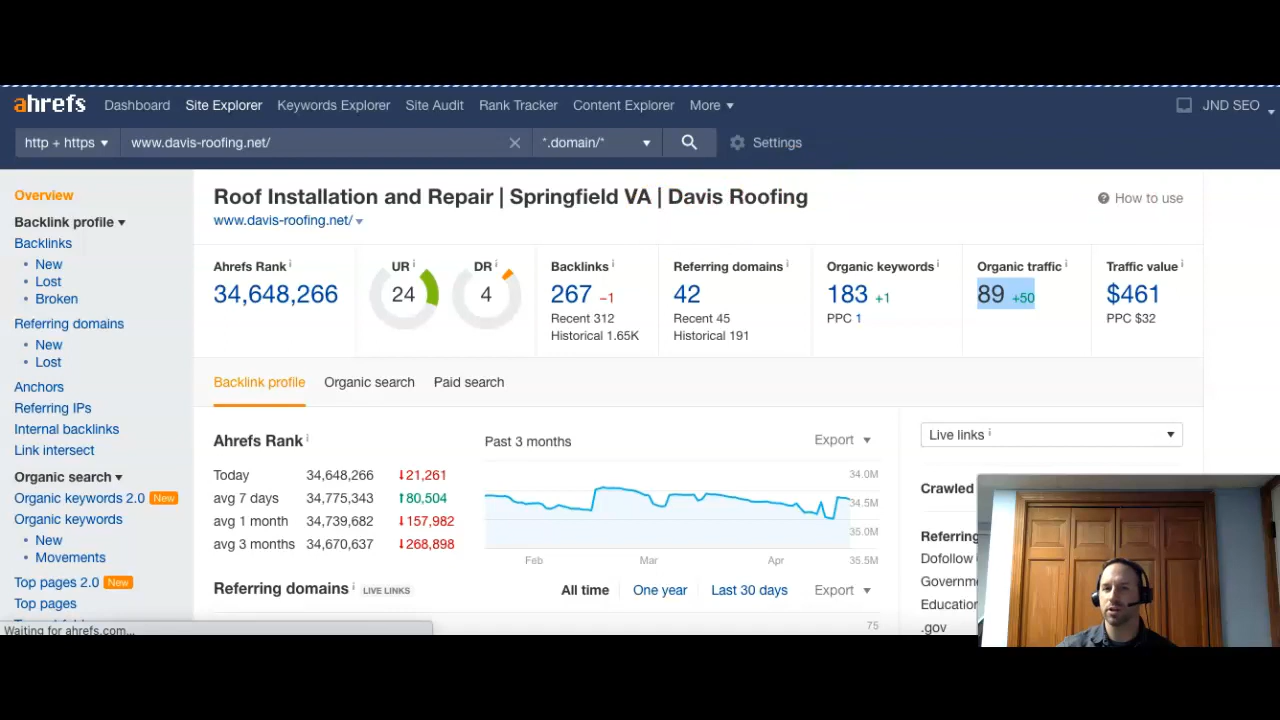 ahrefs Dashboard Site Explorer Keywords Explorer Site Audit Rank Tracker Content Explorer More JND SEO
http + https www.davis-roofing.net/ *.domain/* Settings
Overview
Backlink profile
Backlinks
New
Lost
Broken
Referring domains
New
Lost
Anchors
Referring IPs
Internal backlinks
Link intersect
Organic search
Organic keywords 2.0 New
Organic keywords
New
Movements
Top pages 2.0 New
Top pages
Waiting for ahrefs.com...
Roof Installation and Repair | Springfield VA | Davis Roofing
How to use
www.davis-roofing.net/
Ahrefs Rank i
34,648,266
UR i
24
DR i
4
Backlinks i
267 −1
Recent 312
Historical 1.65K
Referring domains i
42
Recent 45
Historical 191
Organic keywords i
183 +1
PPC 1
Organic traffic i
89 +50
Traffic value i
$461
PPC $32
Backlink profile Organic search Paid search
Ahrefs Rank i
Today 34,648,266 ↓21,261
avg 7 days 34,775,343 ↑80,504
avg 1 month 34,739,682 ↓157,982
avg 3 months 34,670,637 ↓268,898
Past 3 months Export
34.0M
34.5M
35.0M
35.5M
Feb Mar Apr
Referring domains i LIVE LINKS All time One year Last 30 days Export
75
Live links i
Crawled
Referring
Dofollow
Governme
Education
.gov